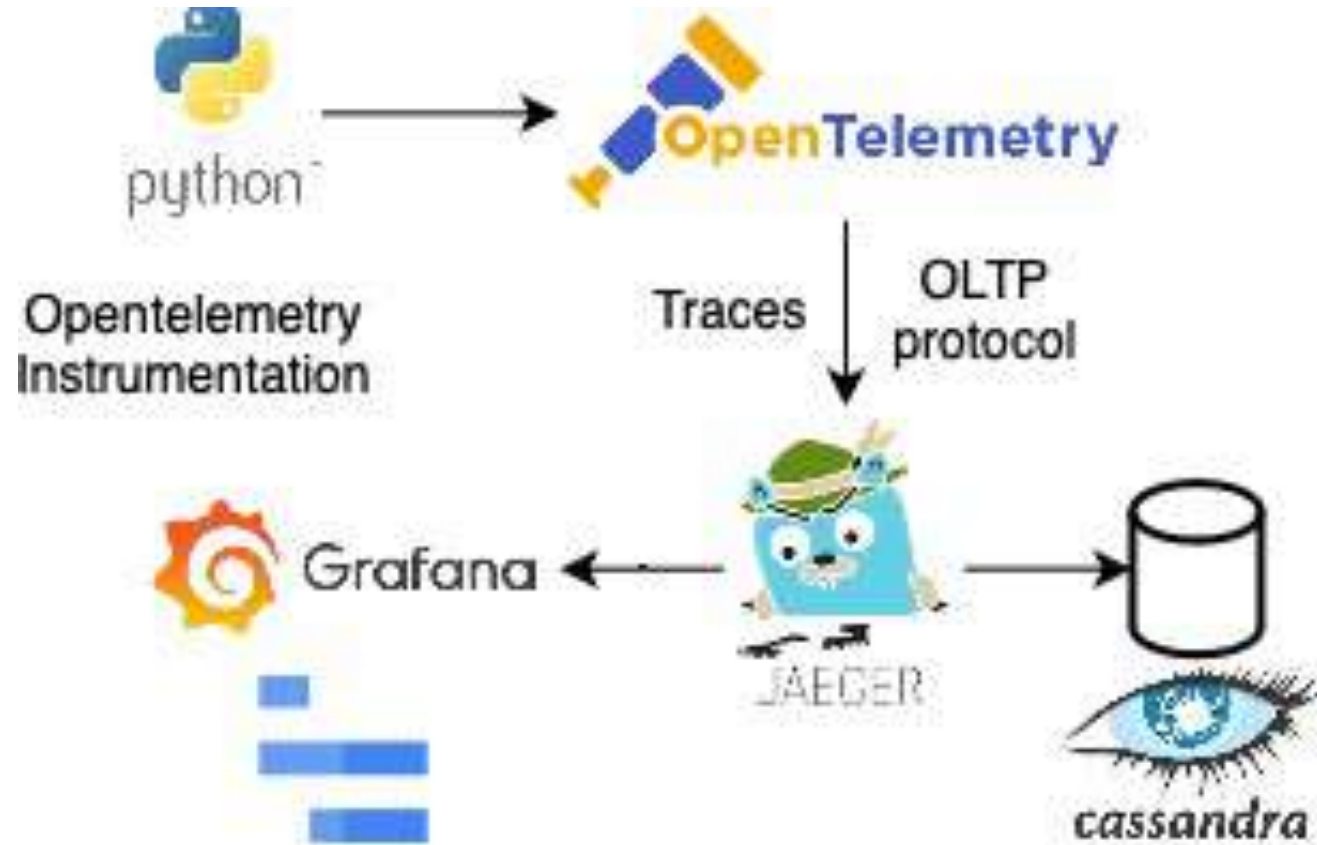 python
OpenTelemetry
Opentelemetry
Instrumentation
Traces
OLTP
protocol
Grafana
JAEGER
cassandra